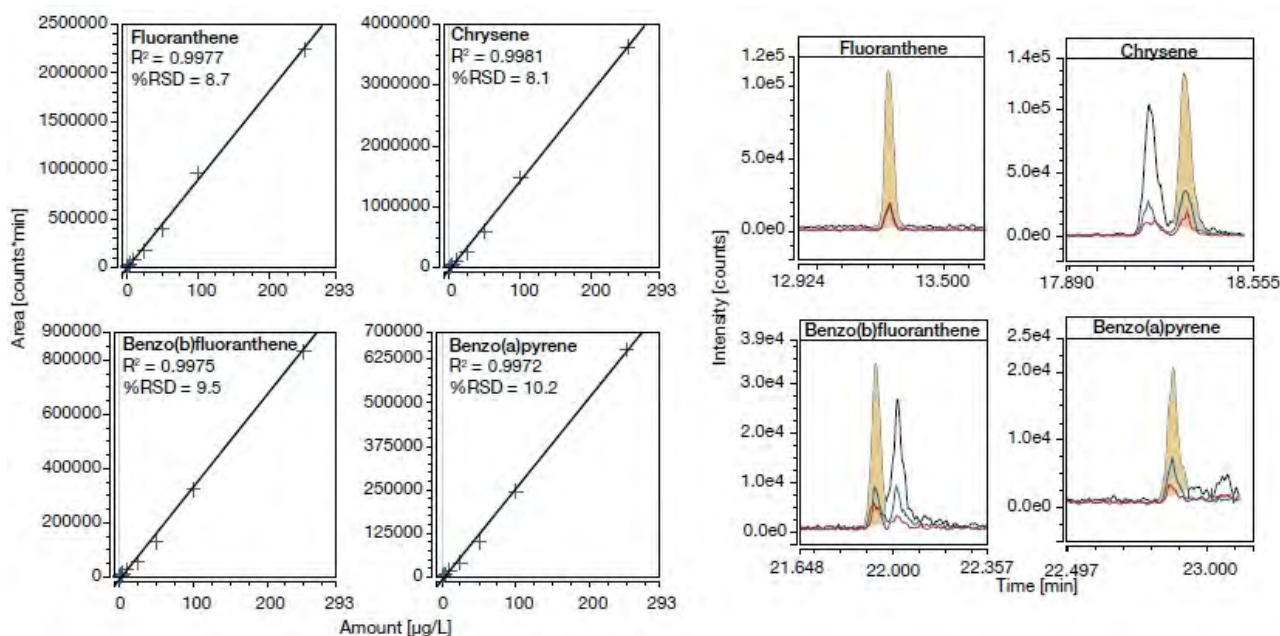 Area [counts*min]
2500000
2000000
1500000
1000000
500000
0
Fluoranthene
R² = 0.9977
%RSD = 8.7
0 100 200 293
4000000
3000000
2000000
1000000
0
Chrysene
R² = 0.9981
%RSD = 8.1
0 100 200 293
900000
800000
600000
400000
200000
0
Benzo(b)fluoranthene
R² = 0.9975
%RSD = 9.5
0 100 200 293
700000
625000
500000
375000
250000
125000
0
Benzo(a)pyrene
R² = 0.9972
%RSD = 10.2
0 100 200 293
Amount [µg/L]
Intensity [counts]
Fluoranthene
1.2e5
1.0e5
5.0e4
0.0e0
12.924 13.500
Chrysene
1.4e5
1.0e5
5.0e4
0.0e0
17.890 18.555
Benzo(b)fluoranthene
3.9e4
3.0e4
2.0e4
1.0e4
0.0e0
21.648 22.000 22.357
Benzo(a)pyrene
2.5e4
2.0e4
1.0e4
0.0e0
22.497 23.000
Time [min]